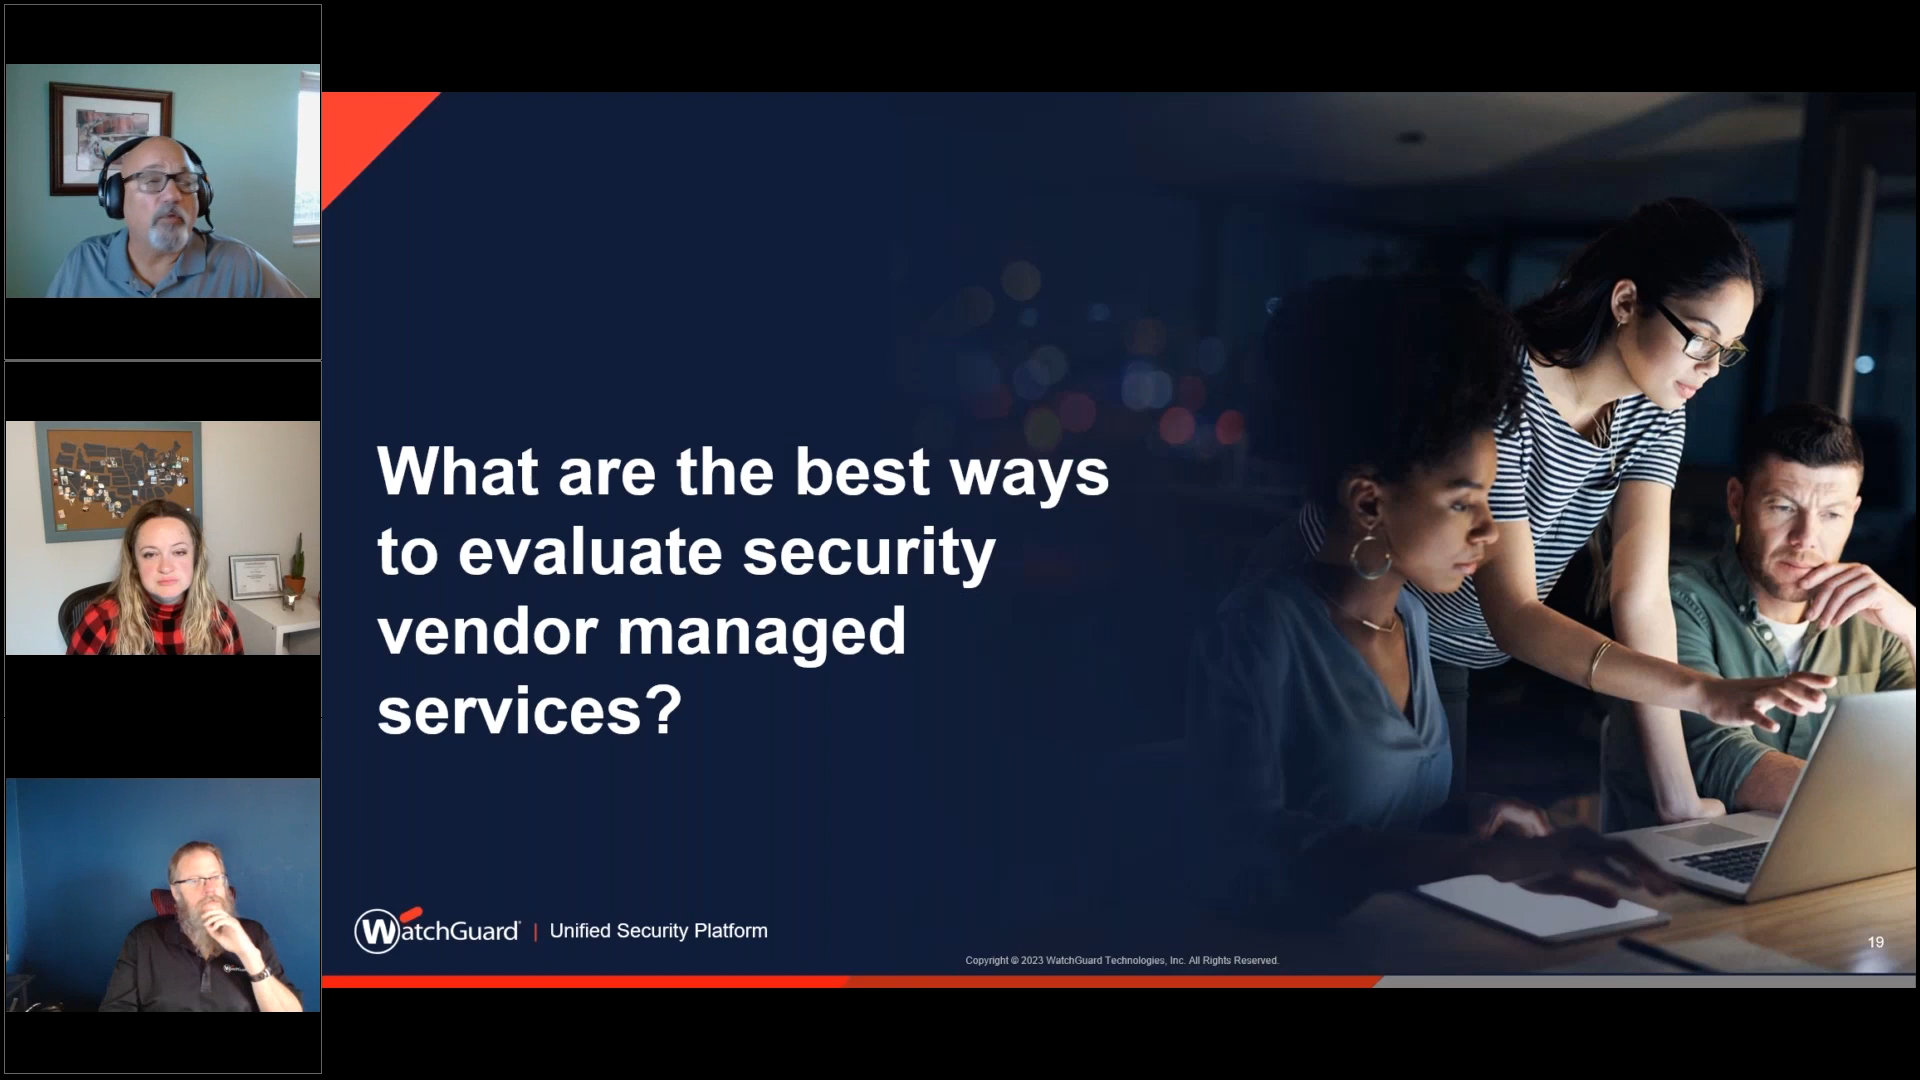 What are the best ways
to evaluate security
vendor managed
services?
WatchGuard | Unified Security Platform
Copyright © 2023 WatchGuard Technologies, Inc. All Rights Reserved.
19